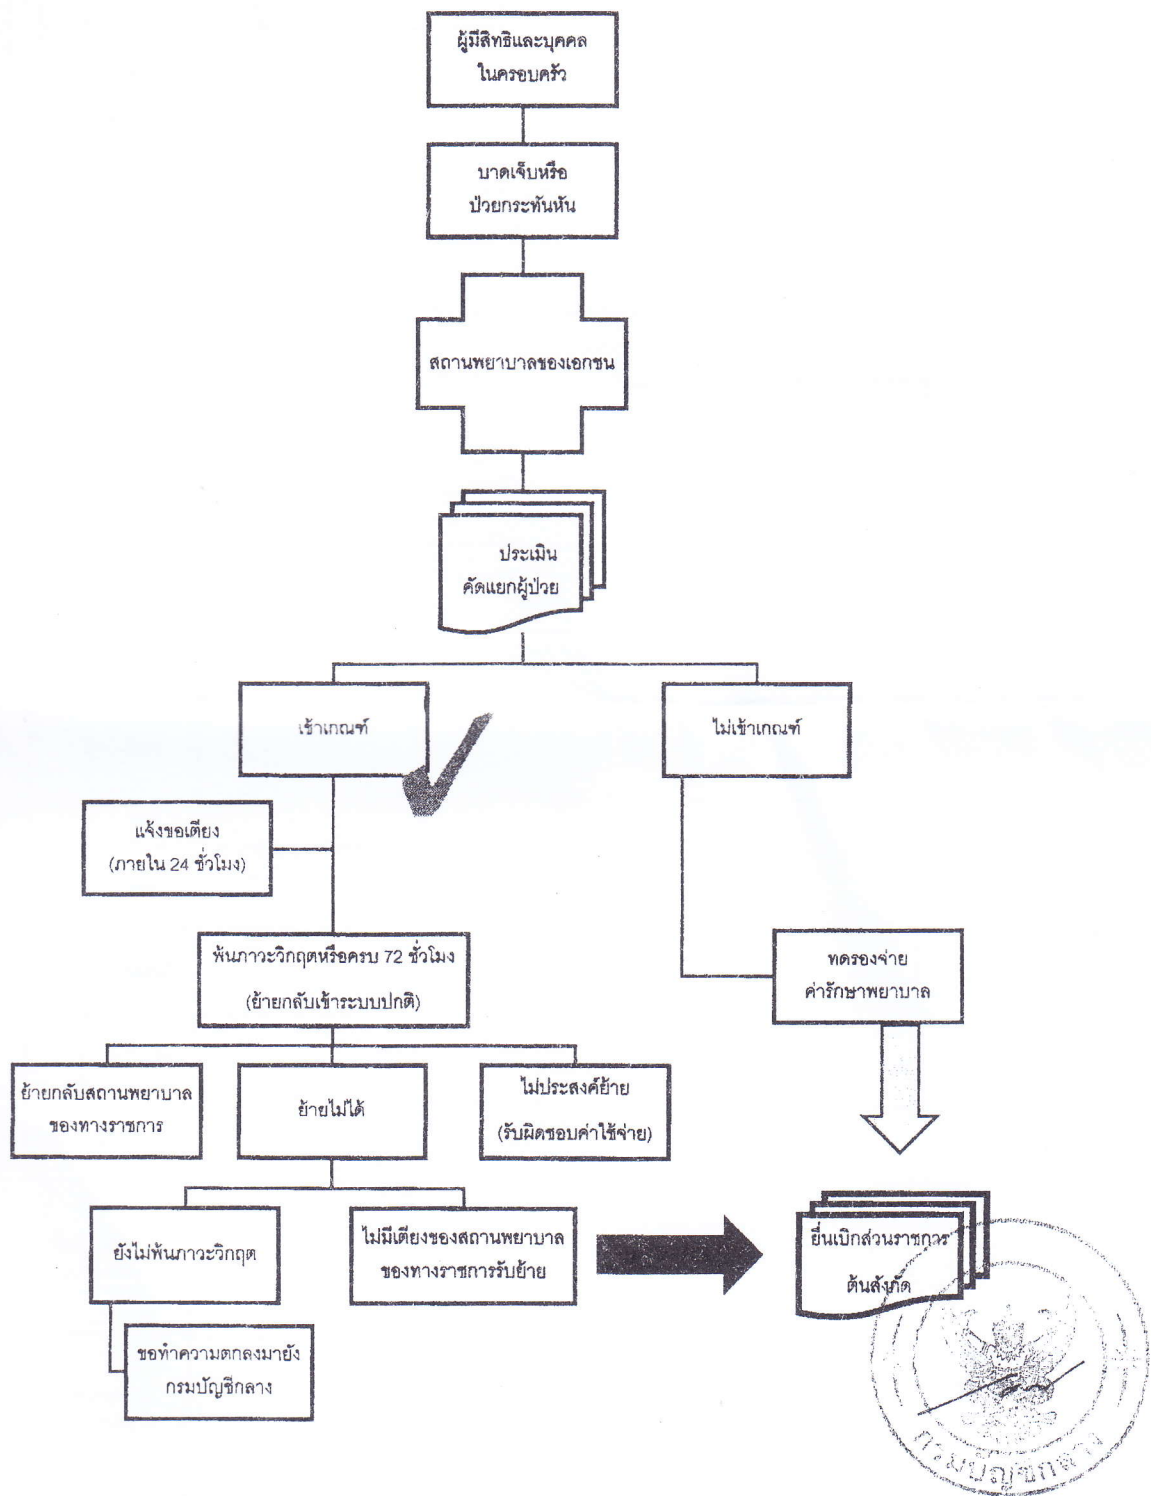 ผู้มีสิทธิและบุคคล
ในครอบครัว
บาดเจ็บหรือ
ป่วยกระทันหัน
สถานพยาบาลของเอกชน
ประเมิน
คัดแยกผู้ป่วย
เข้าเกณฑ์
ไม่เข้าเกณฑ์
แจ้งขอเตียง
(ภายใน 24 ชั่วโมง)
พ้นภาวะวิกฤตหรือครบ 72 ชั่วโมง
(ย้ายกลับเข้าระบบปกติ)
ทดรองจ่าย
ค่ารักษาพยาบาล
ย้ายกลับสถานพยาบาล
ของทางราชการ
ย้ายไม่ได้
ไม่ประสงค์ย้าย
(รับผิดชอบค่าใช้จ่าย)
ยังไม่พ้นภาวะวิกฤต
ไม่มีเตียงของสถานพยาบาล
ของทางราชการรับย้าย
ยื่นเบิกส่วนราชการ
ต้นสังกัด
ขอทำความตกลงมายัง
กรมบัญชีกลาง
กรมบัญชีกลาง